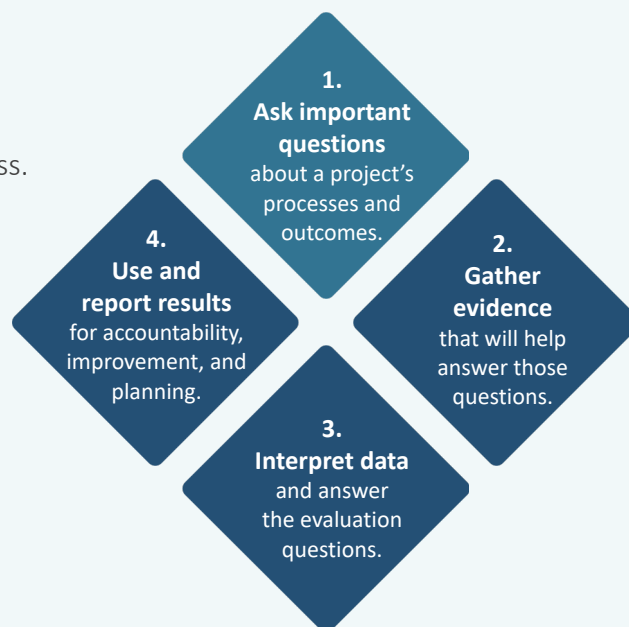 ss.
1.
Ask important
questions
about a project’s
processes and
outcomes.
2.
Gather
evidence
that will help
answer those
questions.
3.
Interpret data
and answer
the evaluation
questions.
4.
Use and
report results
for accountability,
improvement, and
planning.